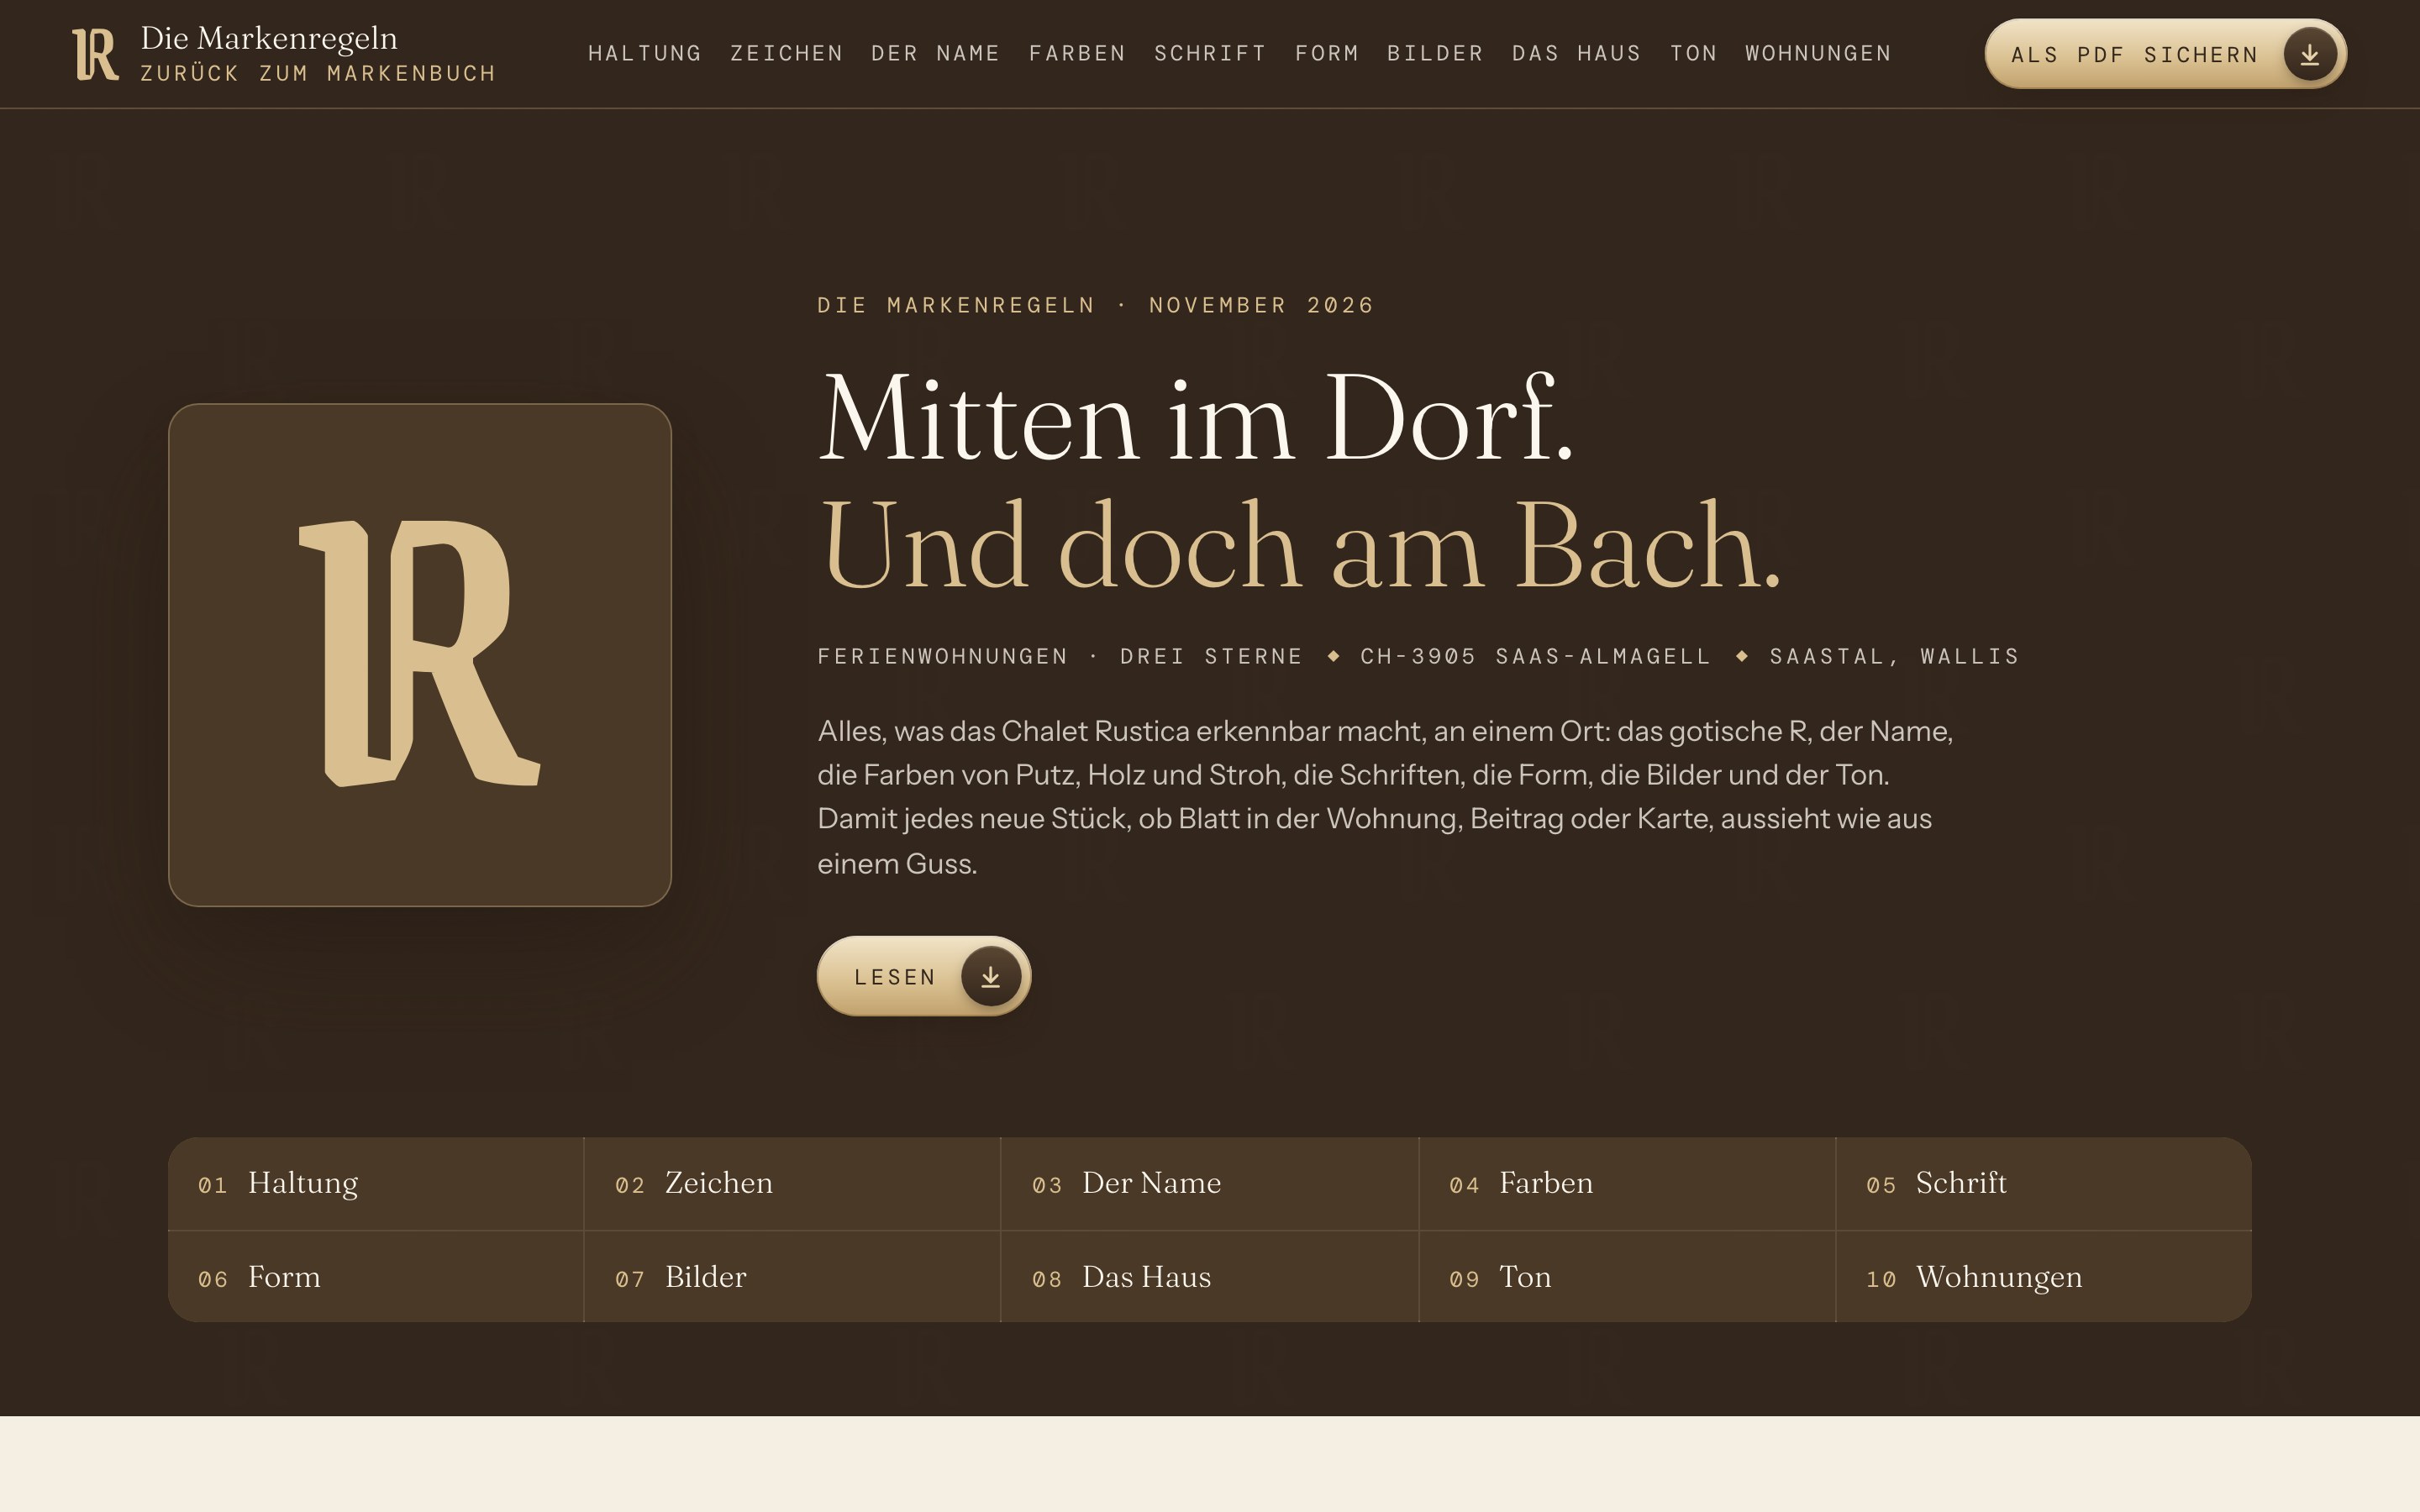 R
Die Markenregeln
ZURÜCK ZUM MARKENBUCH
HALTUNG ZEICHEN DER NAME FARBEN SCHRIFT FORM BILDER DAS HAUS TON WOHNUNGEN
ALS PDF SICHERN
DIE MARKENREGELN · NOVEMBER 2026
Mitten im Dorf.
Und doch am Bach.
R
FERIENWOHNUNGEN · DREI STERNE ◆ CH-3905 SAAS-ALMAGELL ◆ SAASTAL, WALLIS
Alles, was das Chalet Rustica erkennbar macht, an einem Ort: das gotische R, der Name,
die Farben von Putz, Holz und Stroh, die Schriften, die Form, die Bilder und der Ton.
Damit jedes neue Stück, ob Blatt in der Wohnung, Beitrag oder Karte, aussieht wie aus
einem Guss.
LESEN
01 Haltung
02 Zeichen
03 Der Name
04 Farben
05 Schrift
06 Form
07 Bilder
08 Das Haus
09 Ton
10 Wohnungen